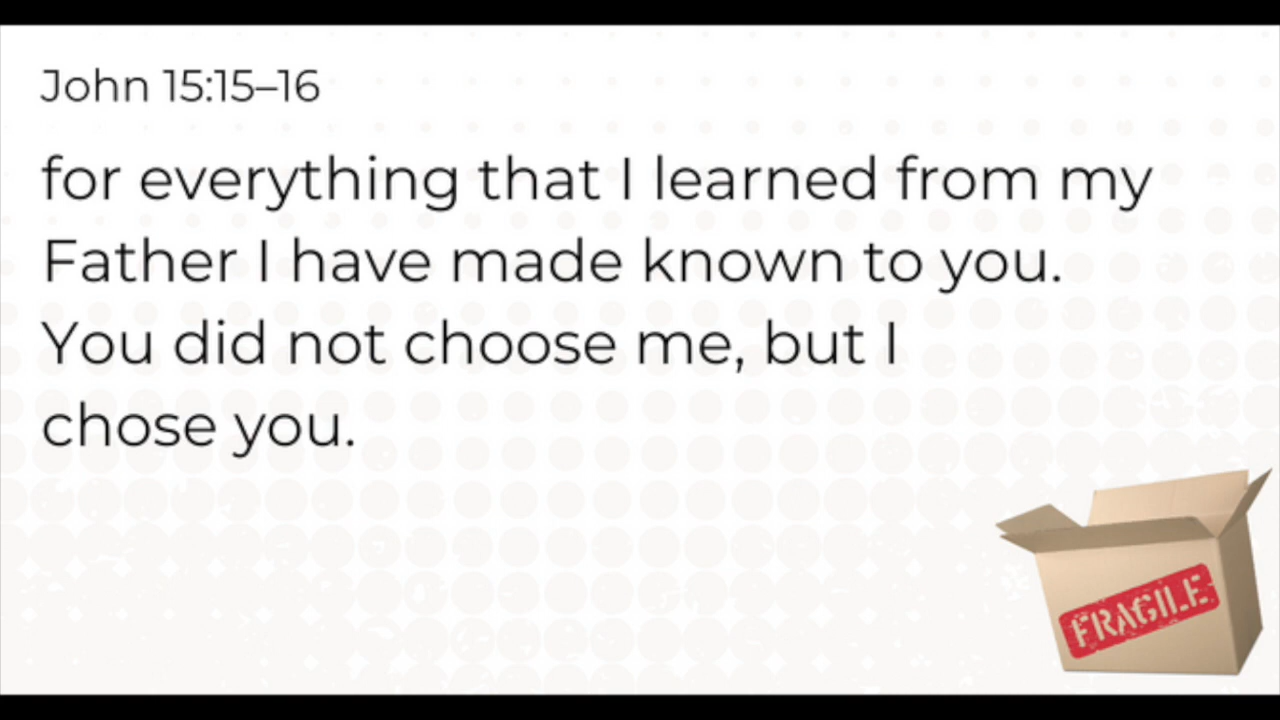 John 15:15–16
for everything that I learned from my
Father I have made known to you.
You did not choose me, but I
chose you.
FRAGILE